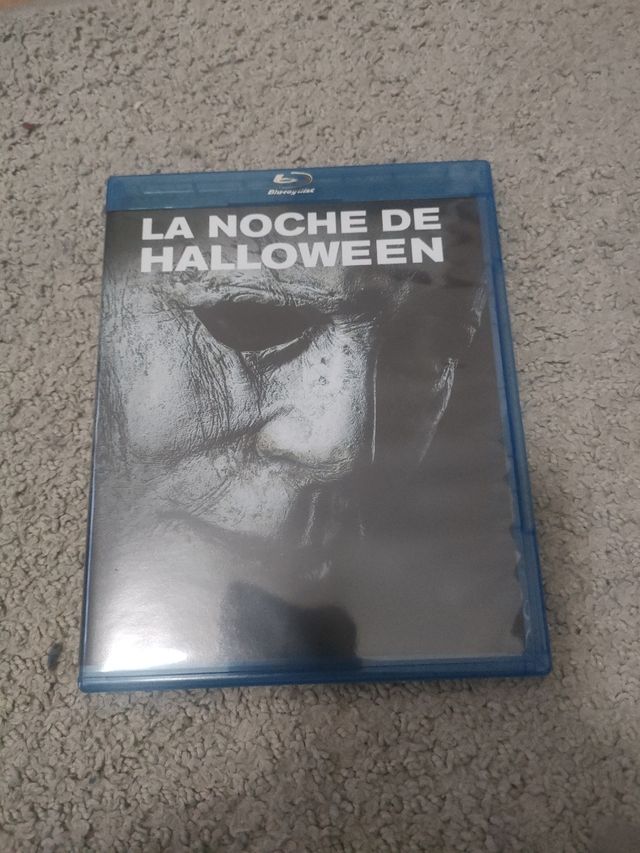 Blu-ray Disc
LA NOCHE DE
HALLOWEEN